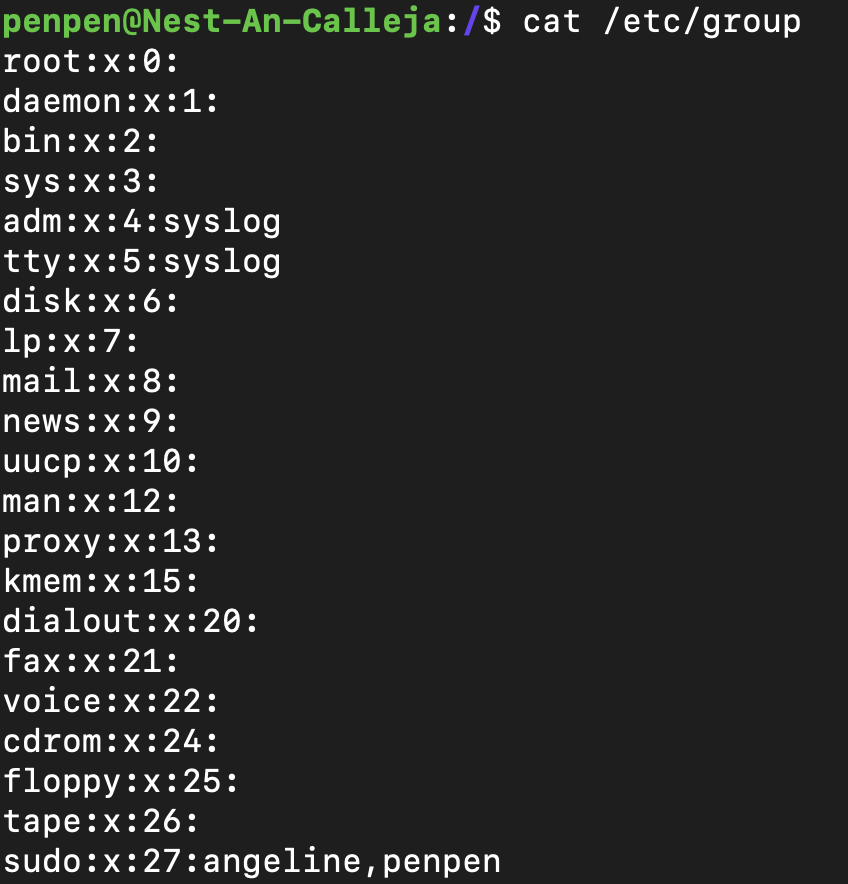 penpen@Nest-An-Calleja:/$ cat /etc/group
root:x:0:
daemon:x:1:
bin:x:2:
sys:x:3:
adm:x:4:syslog
tty:x:5:syslog
disk:x:6:
lp:x:7:
mail:x:8:
news:x:9:
uucp:x:10:
man:x:12:
proxy:x:13:
kmem:x:15:
dialout:x:20:
fax:x:21:
voice:x:22:
cdrom:x:24:
floppy:x:25:
tape:x:26:
sudo:x:27:angeline,penpen